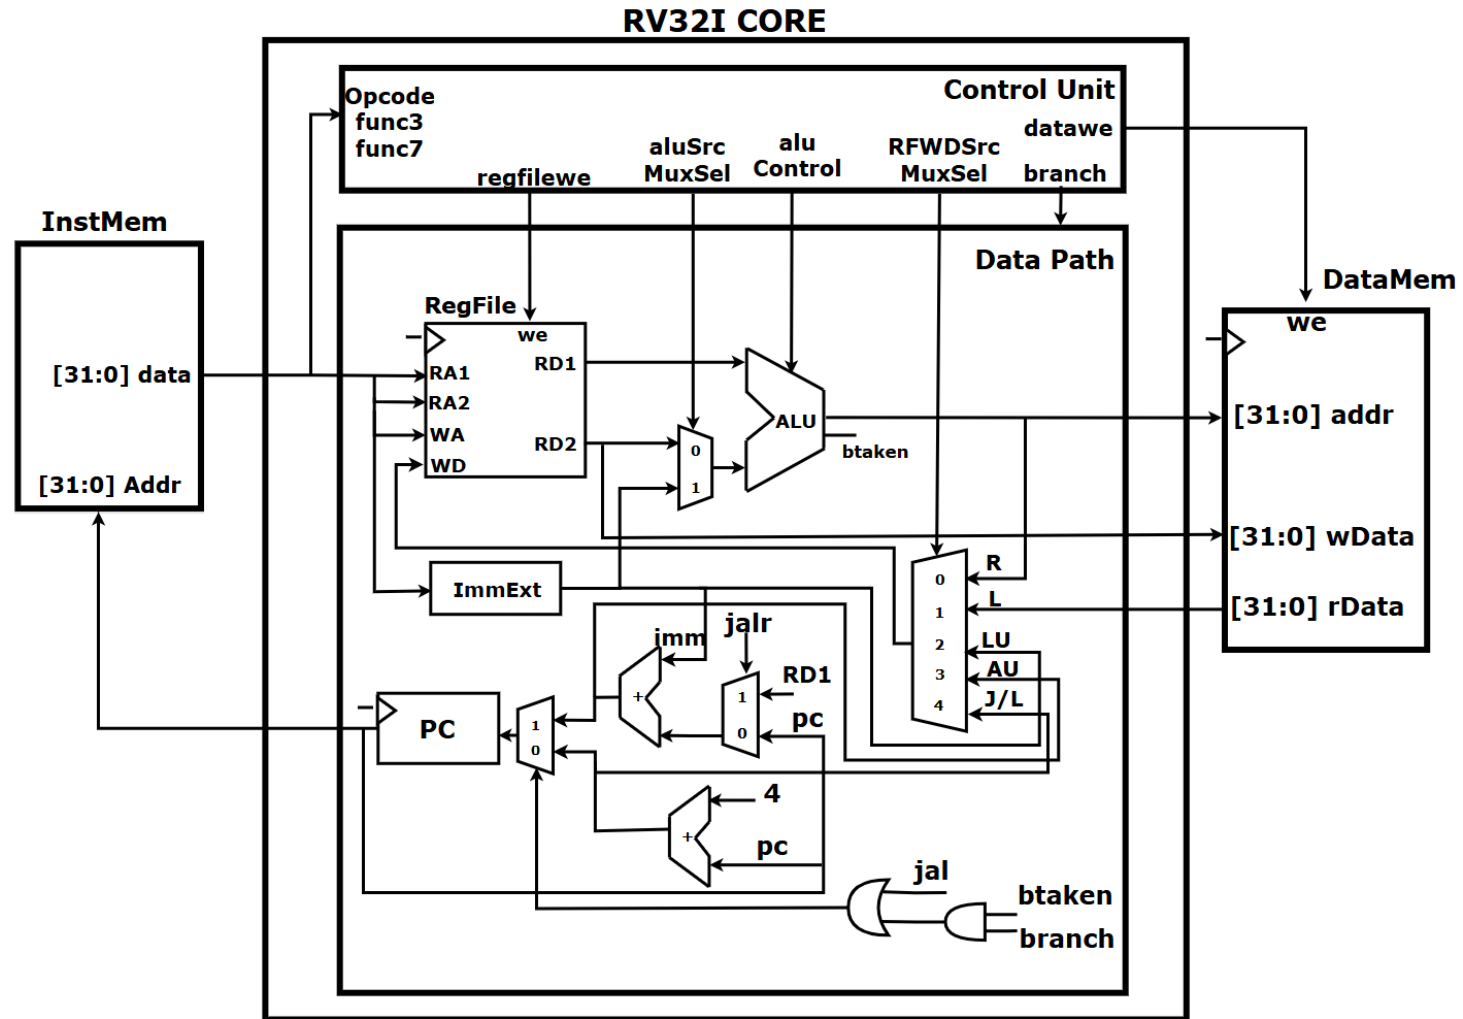 RV32I CORE
Control Unit
Opcode
func3
func7
regfilewe
aluSrc
MuxSel
alu
Control
RFWDSrc
MuxSel
datawe
branch
InstMem
[31:0] data
[31:0] Addr
Data Path
RegFile
we
RA1
RA2
WA
WD
RD1
RD2
0
1
ALU
btaken
DataMem
we
[31:0] addr
[31:0] wData
[31:0] rData
ImmExt
R
L
LU
AU
J/L
0
1
2
3
4
imm
+
jalr
1
0
RD1
pc
PC
1
0
+
4
pc
jal
btaken
branch